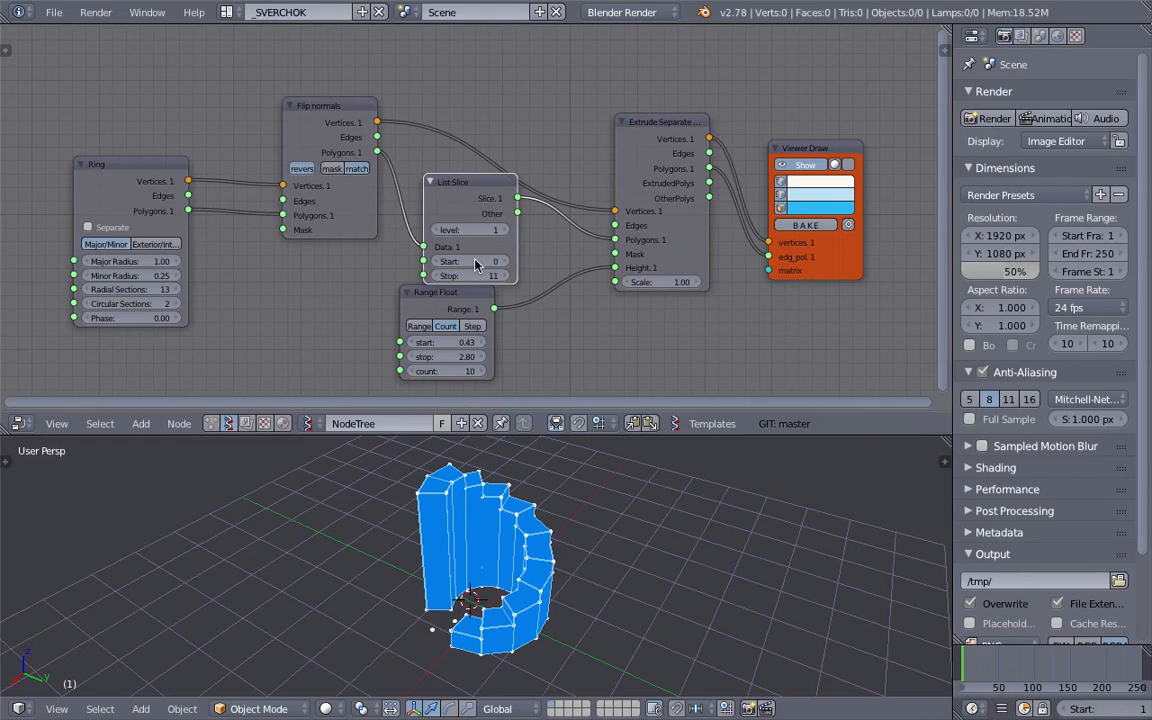 File Render Window Help _SVERCHOK Scene Blender Render v2.78 | Verts:0 | Faces:0 | Tris:0 | Objects:0/0 | Lamps:0/0 | Mem:18.52M
Ring
Vertices. 1
Edges
Polygons. 1
Separate
Major/Minor Exterior/Int...
Major Radius: 1.00
Minor Radius: 0.25
Radial Sections: 13
Circular Sections: 2
Phase: 0.00
Flip normals
Vertices. 1
Edges
Polygons. 1
revers mask match
Vertices. 1
Edges
Polygons. 1
Mask
List Slice
Slice. 1
Other
level: 1
Data. 1
Start: 0
Stop: 11
Range Float
Range. 1
Range Count Step
start: 0.43
stop: 2.80
count: 10
Extrude Separate ...
Vertices. 1
Edges
Polygons. 1
ExtrudedPolys
OtherPolys
Vertices. 1
Edges
Polygons. 1
Mask
Height. 1
Scale: 1.00
Viewer Draw
Show
BAKE
vertices. 1
edg_pol. 1
matrix
View Select Add Node NodeTree F Templates GIT: master
User Persp
z
y
(1)
View Select Add Object Object Mode Global
Scene
Render
Render Animatic Audio
Display: Image Editor
Dimensions
Render Presets
Resolution: Frame Range:
X: 1920 px Start Fra: 1
Y: 1080 px End Fr: 250
50% Frame St: 1
Aspect Ratio: Frame Rate:
X: 1.000 24 fps
Y: 1.000 Time Remappi...
Bo Cr 10 10
Anti-Aliasing
5 8 11 16 Mitchell-Net...
Full Sample S: 1.000 px
Sampled Motion Blur
Shading
Performance
Post Processing
Metadata
Output
/tmp/
Overwrite File Exten...
Placehold... Cache Res...
50 100 150 200 250
Start: 1